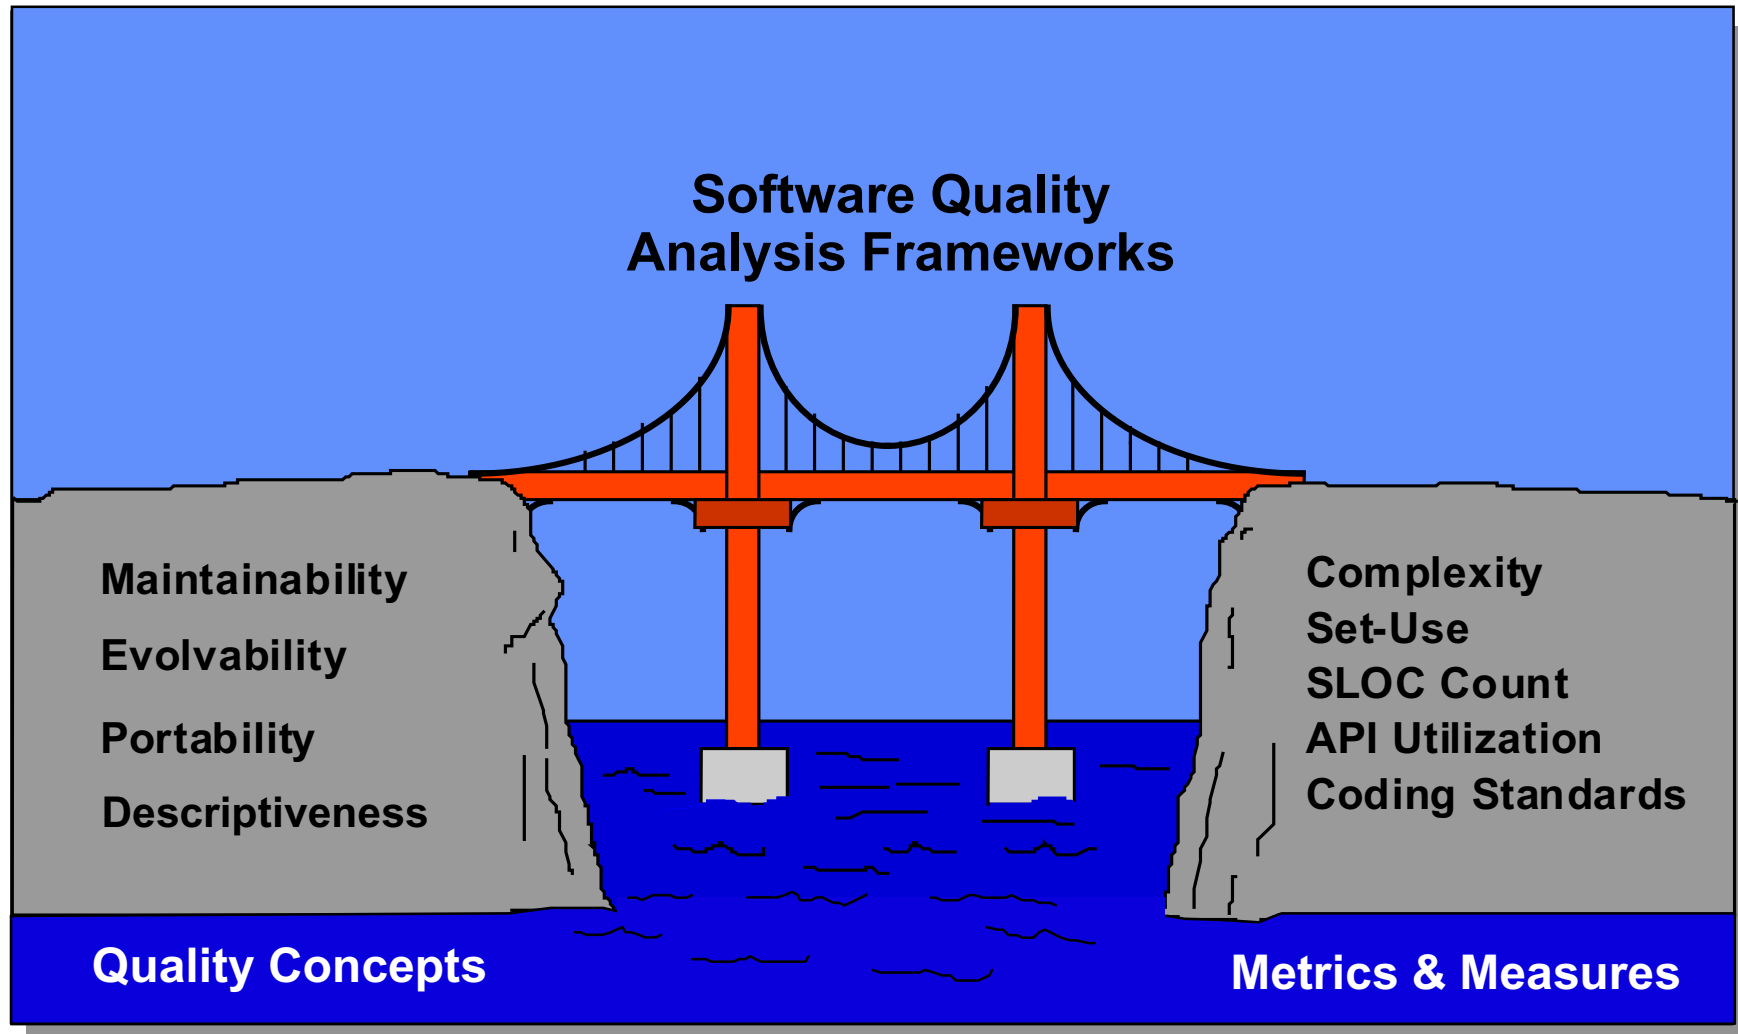 Software Quality
Analysis Frameworks
Maintainability
Evolvability
Portability
Descriptiveness
Complexity
Set-Use
SLOC Count
API Utilization
Coding Standards
Quality Concepts
Metrics & Measures